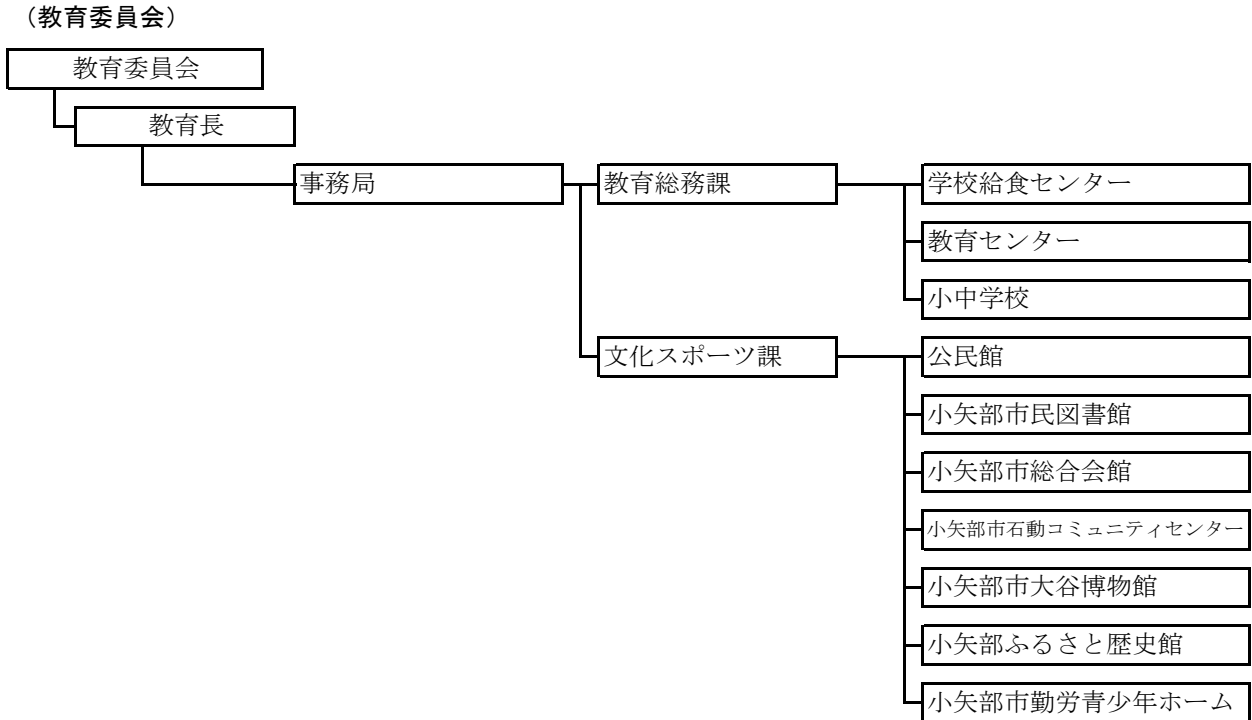 （教育委員会）
教育委員会
教育長
事務局
教育総務課
学校給食センター
教育センター
小中学校
文化スポーツ課
公民館
小矢部市民図書館
小矢部市総合会館
小矢部市石動コミュニティセンター
小矢部市大谷博物館
小矢部ふるさと歴史館
小矢部市勤労青少年ホーム